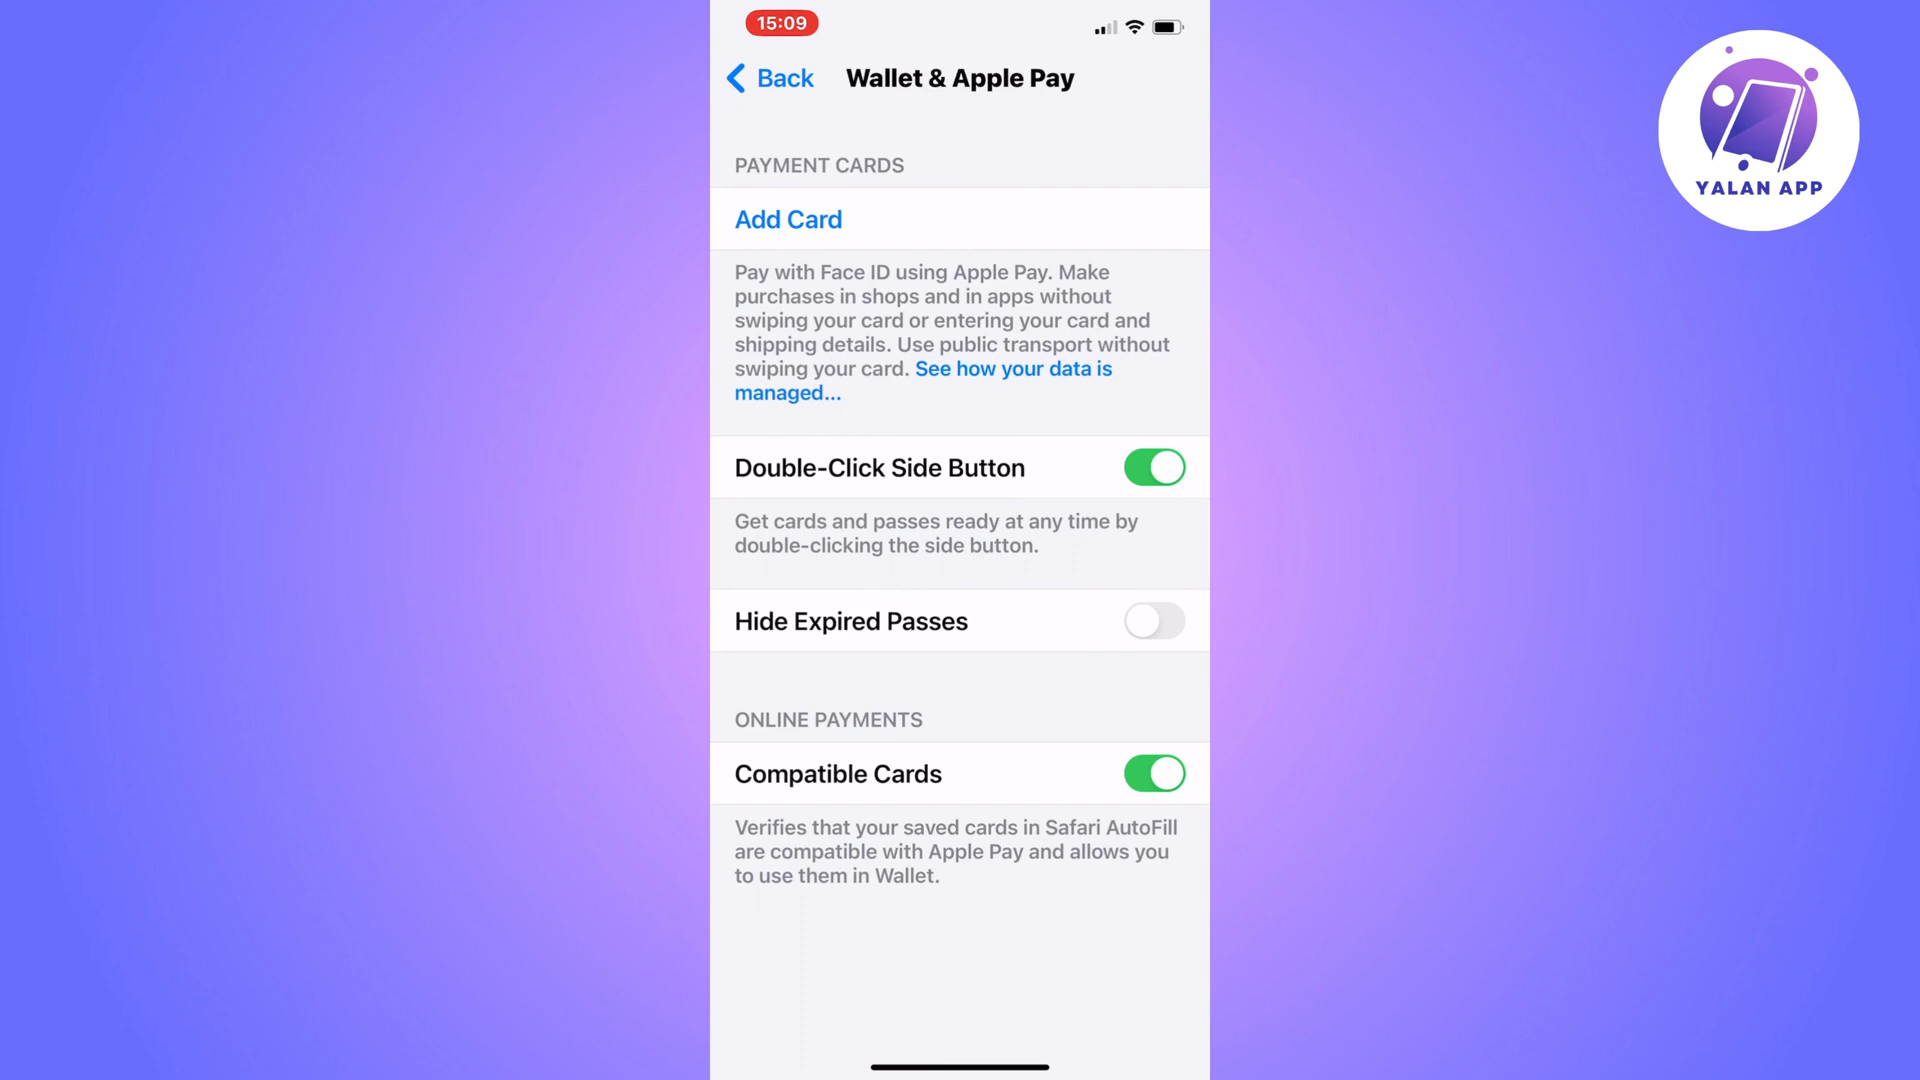 15:09
Back Wallet & Apple Pay
YALAN APP
PAYMENT CARDS
Add Card
Pay with Face ID using Apple Pay. Make
purchases in shops and in apps without
swiping your card or entering your card and
shipping details. Use public transport without
swiping your card. See how your data is
managed...
Double-Click Side Button
Get cards and passes ready at any time by
double-clicking the side button.
Hide Expired Passes
ONLINE PAYMENTS
Compatible Cards
Verifies that your saved cards in Safari AutoFill
are compatible with Apple Pay and allows you
to use them in Wallet.